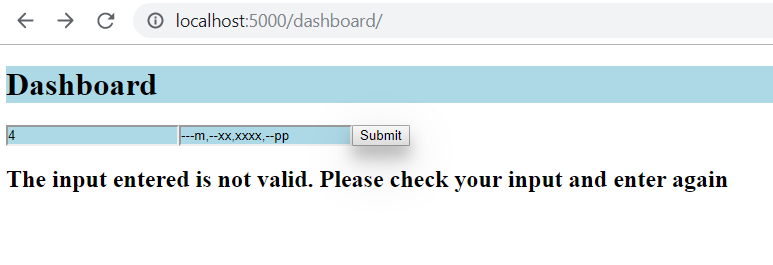 localhost:5000/dashboard/
Dashboard
4 ---m,--xx,xxxx,--pp Submit
The input entered is not valid. Please check your input and enter again